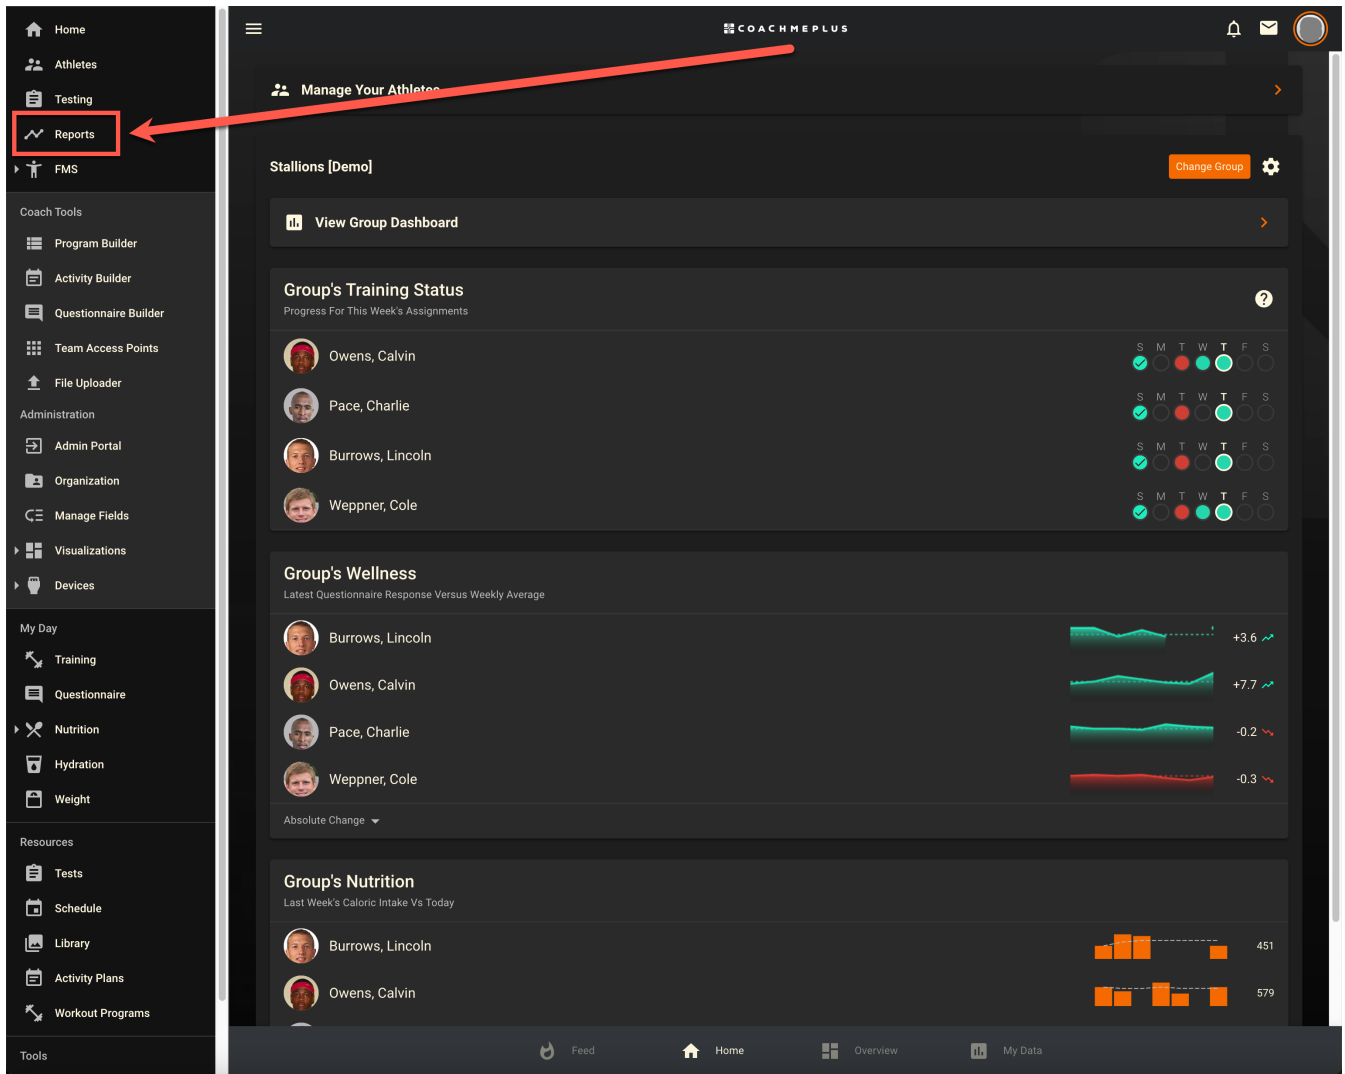 Home
Athletes
Testing
Reports
FMS
Coach Tools
Program Builder
Activity Builder
Questionnaire Builder
Team Access Points
File Uploader
Administration
Admin Portal
Organization
Manage Fields
Visualizations
Devices
My Day
Training
Questionnaire
Nutrition
Hydration
Weight
Resources
Tests
Schedule
Library
Activity Plans
Workout Programs
Tools
COACHMEPLUS
Manage Your Athletes
Stallions [Demo]
Change Group
View Group Dashboard
Group's Training Status
Progress For This Week's Assignments
Owens, Calvin
S M T W T F S
Pace, Charlie
S M T W T F S
Burrows, Lincoln
S M T W T F S
Weppner, Cole
S M T W T F S
Group's Wellness
Latest Questionnaire Response Versus Weekly Average
Burrows, Lincoln +3.6
Owens, Calvin +7.7
Pace, Charlie -0.2
Weppner, Cole -0.3
Absolute Change
Group's Nutrition
Last Week's Caloric Intake Vs Today
Burrows, Lincoln 451
Owens, Calvin 579
Feed Home Overview My Data